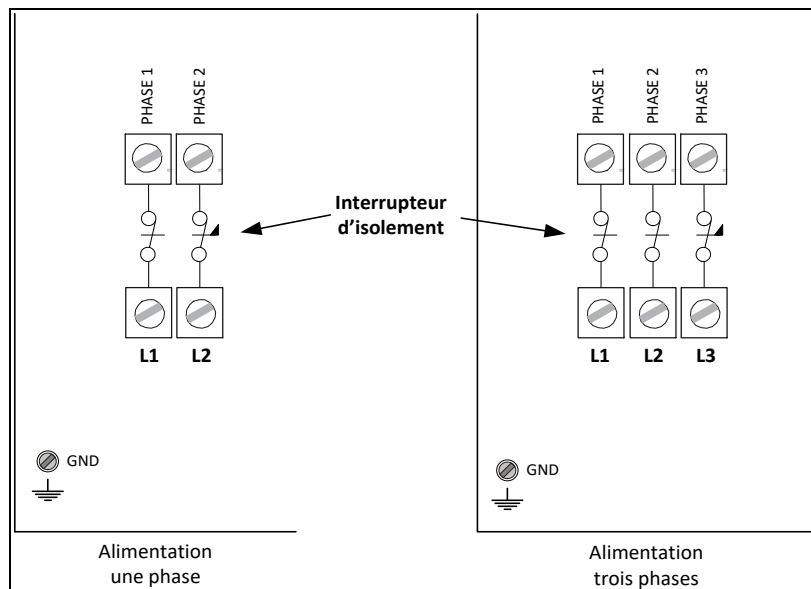 PHASE 1
PHASE 2
L1
L2
GND
Alimentation
une phase
Interrupteur
d'isolement
PHASE 1
PHASE 2
PHASE 3
L1
L2
L3
GND
Alimentation
trois phases